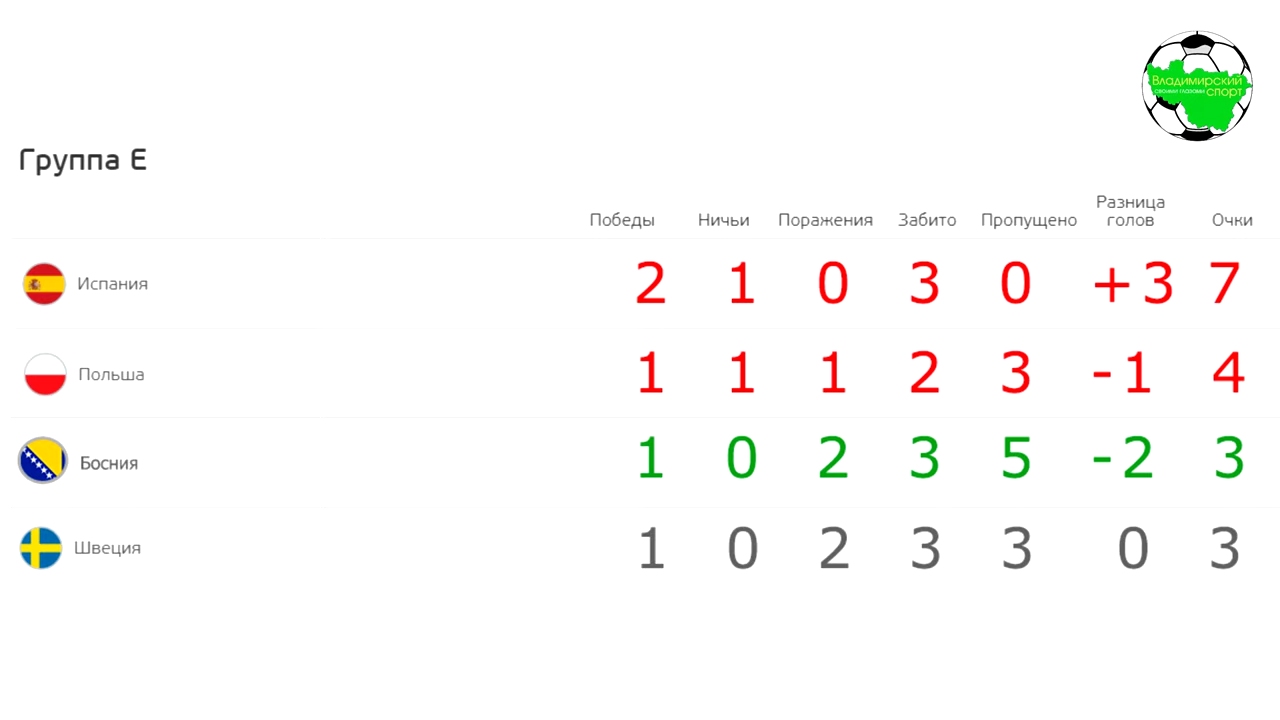 Владимирский
своими глазами спорт
Группа E
Победы Ничьи Поражения Забито Пропущено Разница голов Очки
Испания 2 1 0 3 0 +3 7
Польша 1 1 1 2 3 -1 4
Босния 1 0 2 3 5 -2 3
Швеция 1 0 2 3 3 0 3